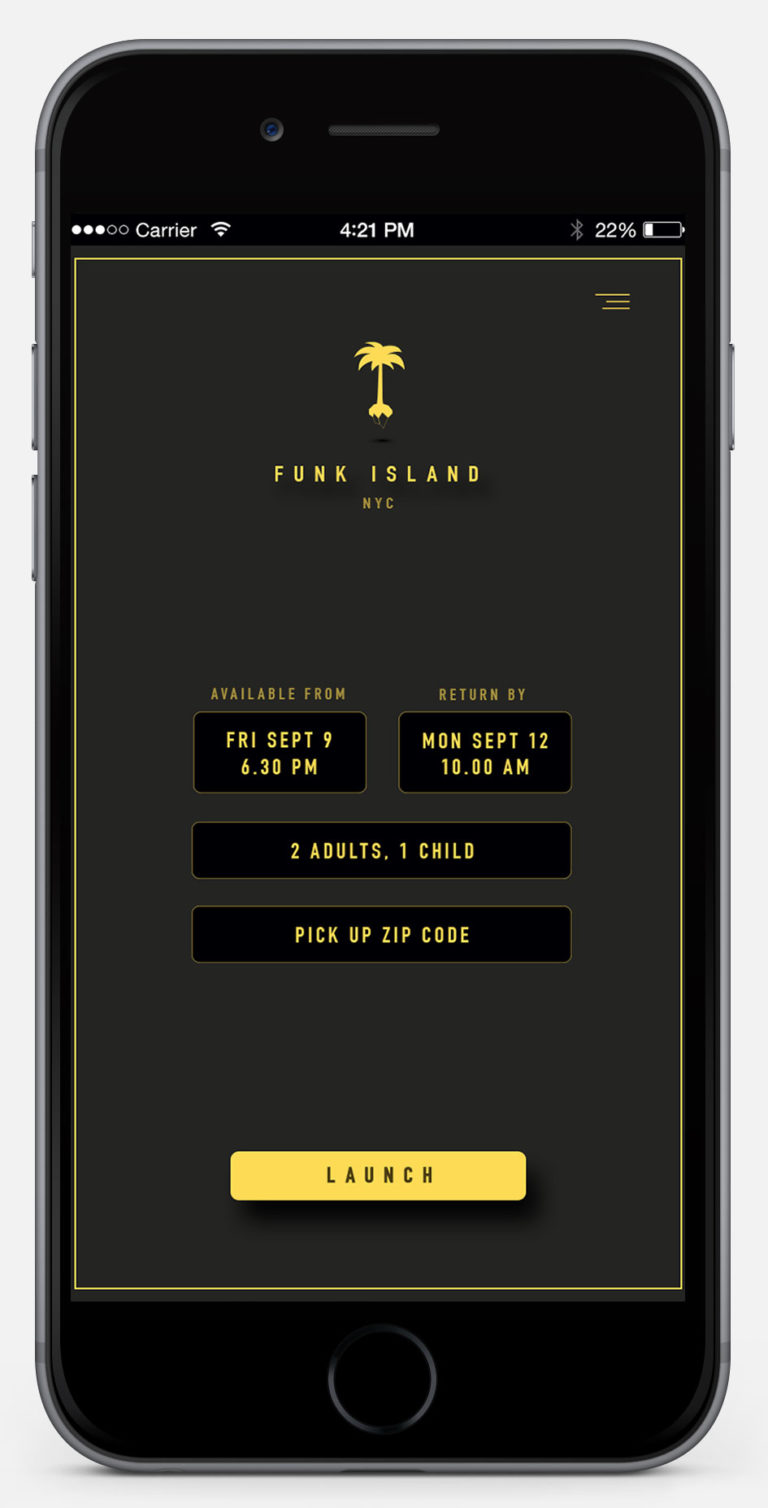 Carrier 4:21 PM 22%
FUNK ISLAND
NYC
AVAILABLE FROM RETURN BY
FRI SEPT 9 MON SEPT 12
6.30 PM 10.00 AM
2 ADULTS, 1 CHILD
PICK UP ZIP CODE
LAUNCH